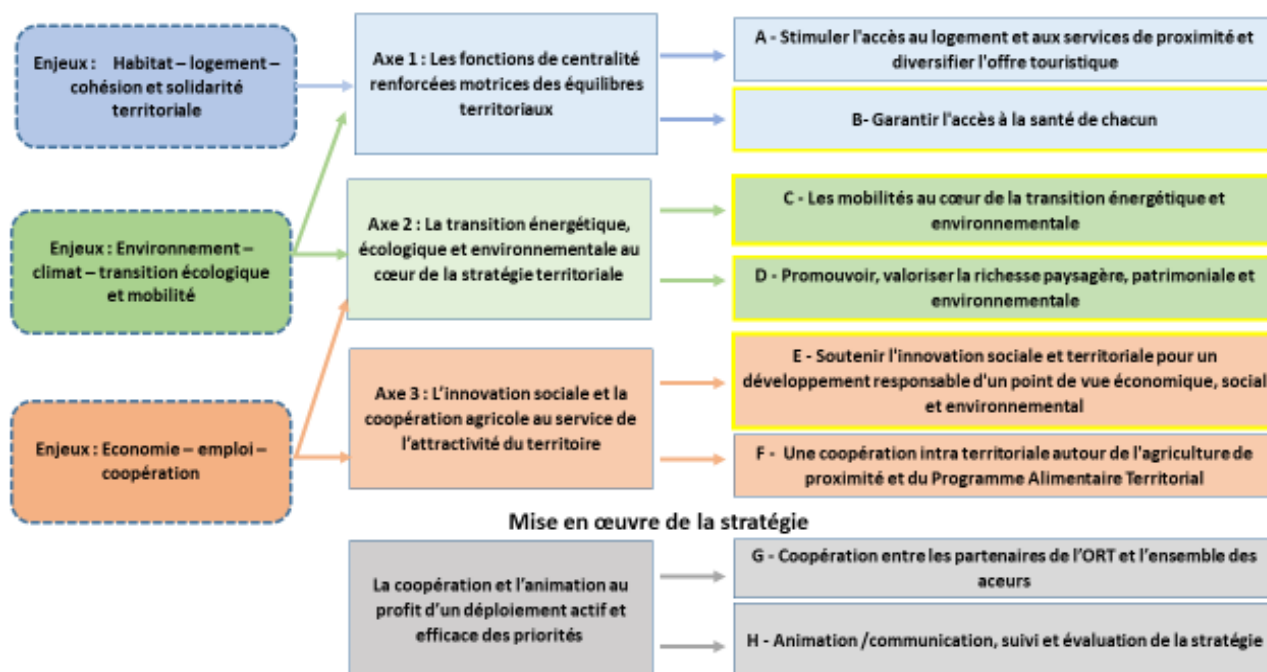 Enjeux : Habitat – logement –
cohésion et solidarité
territoriale
Axe 1 : Les fonctions de centralité
renforcées motrices des équilibres
territoriaux
A - Stimuler l'accès au logement et aux services de proximité et
diversifier l'offre touristique
B- Garantir l'accès à la santé de chacun
Enjeux : Environnement –
climat – transition écologique
et mobilité
Axe 2 : La transition énergétique,
écologique et environnementale au
cœur de la stratégie territoriale
C - Les mobilités au cœur de la transition énergétique et
environnementale
D - Promouvoir, valoriser la richesse paysagère, patrimoniale et
environnementale
Enjeux : Economie – emploi –
coopération
Axe 3 : L'innovation sociale et la
coopération agricole au service de
l'attractivité du territoire
E - Soutenir l'innovation sociale et territoriale pour un
développement responsable d'un point de vue économique, social
et environnemental
F - Une coopération intra territoriale autour de l'agriculture de
proximité et du Programme Alimentaire Territorial
Mise en œuvre de la stratégie
La coopération et l'animation au
profit d'un déploiement actif et
efficace des priorités
G - Coopération entre les partenaires de l'ORT et l'ensemble des
aceurs
H - Animation /communication, suivi et évaluation de la stratégie